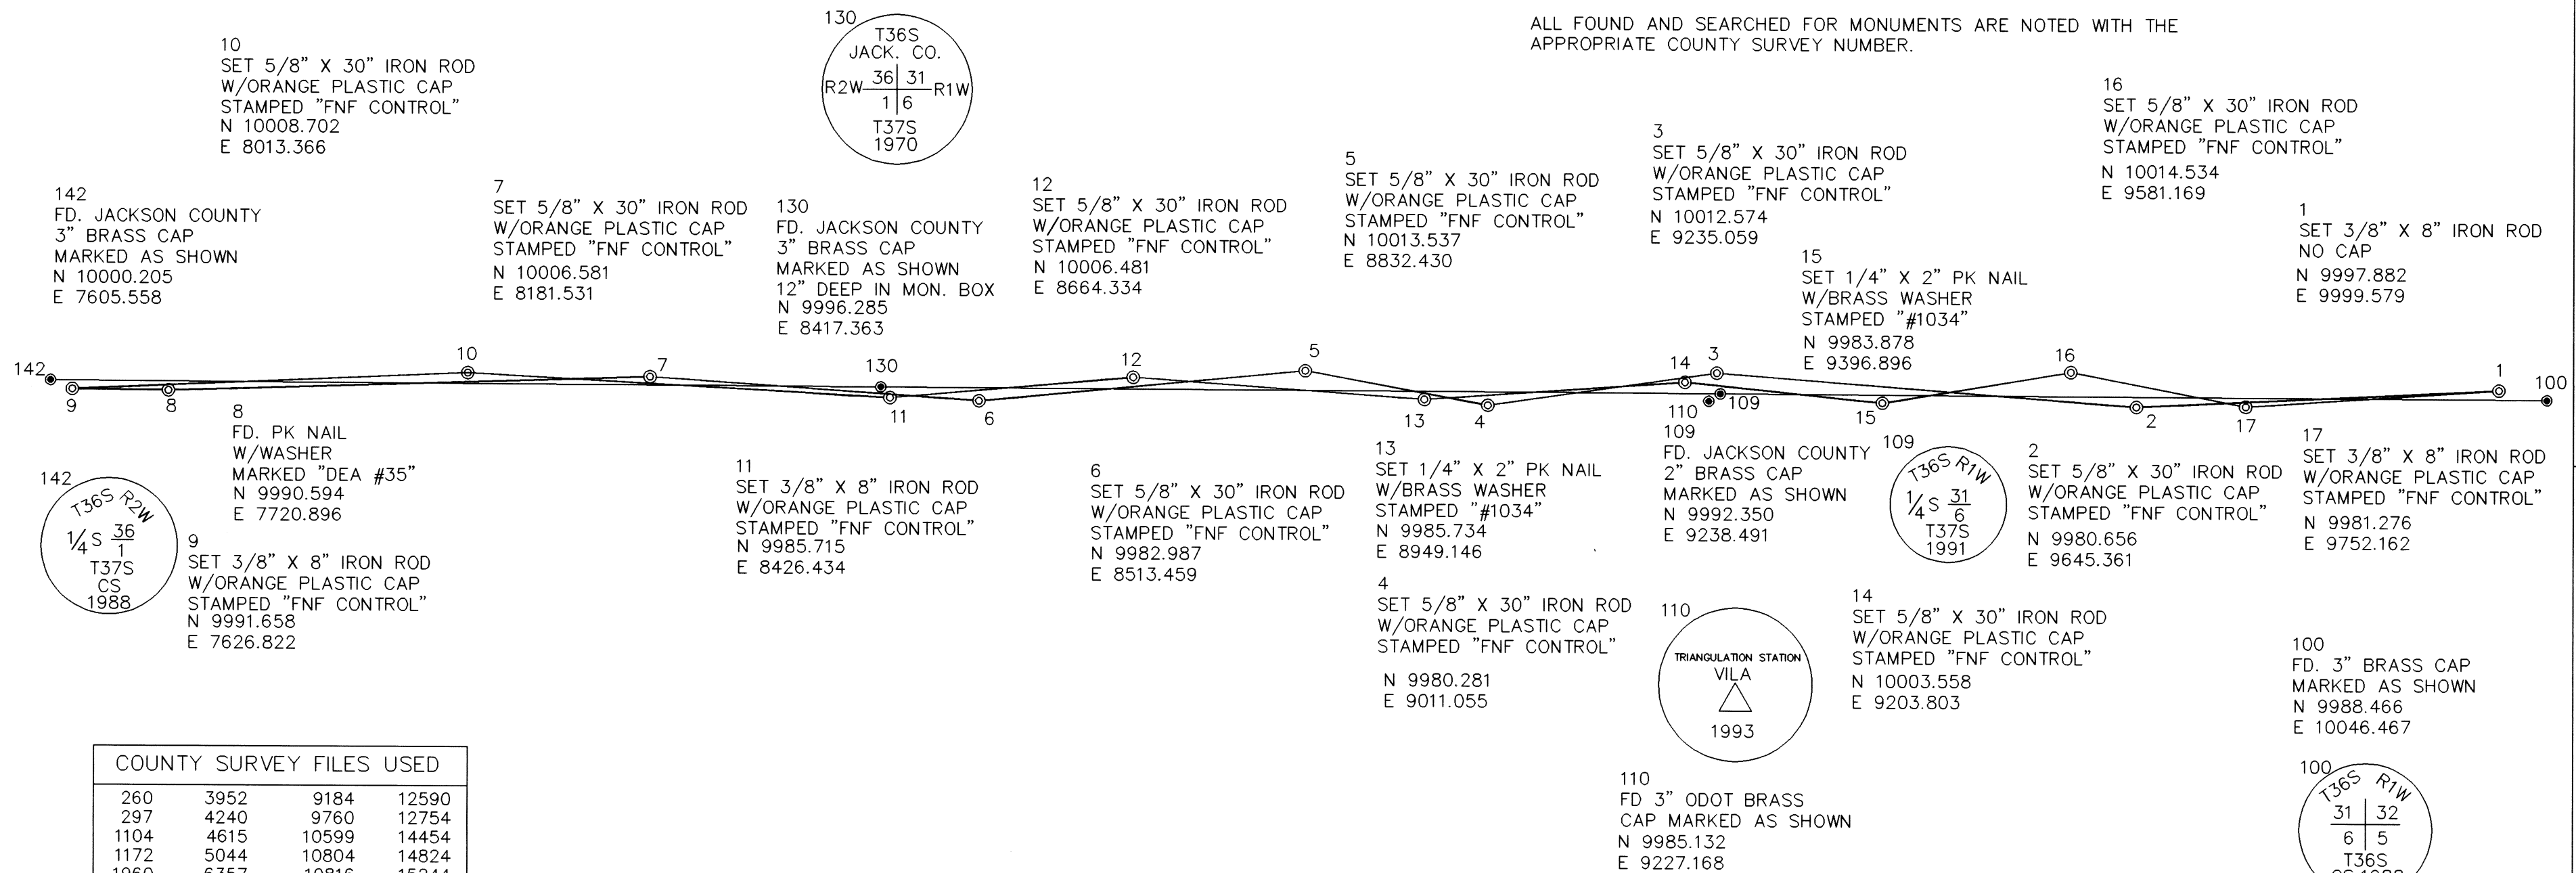 ALL FOUND AND SEARCHED FOR MONUMENTS ARE NOTED WITH THE
APPROPRIATE COUNTY SURVEY NUMBER.
10
SET 5/8" X 30" IRON ROD
W/ORANGE PLASTIC CAP
STAMPED "FNF CONTROL"
N 10008.702
E 8013.366
130
T36S
JACK. CO.
36 31
R2W R1W
1 6
T37S
1970
16
SET 5/8" X 30" IRON ROD
W/ORANGE PLASTIC CAP
STAMPED "FNF CONTROL"
N 10014.534
E 9581.169
142
FD. JACKSON COUNTY
3" BRASS CAP
MARKED AS SHOWN
N 10000.205
E 7605.558
7
SET 5/8" X 30" IRON ROD
W/ORANGE PLASTIC CAP
STAMPED "FNF CONTROL"
N 10006.581
E 8181.531
130
FD. JACKSON COUNTY
3" BRASS CAP
MARKED AS SHOWN
12" DEEP IN MON. BOX
N 9996.285
E 8417.363
12
SET 5/8" X 30" IRON ROD
W/ORANGE PLASTIC CAP
STAMPED "FNF CONTROL"
N 10006.481
E 8664.334
5
SET 5/8" X 30" IRON ROD
W/ORANGE PLASTIC CAP
STAMPED "FNF CONTROL"
N 10013.537
E 8832.430
3
SET 5/8" X 30" IRON ROD
W/ORANGE PLASTIC CAP
STAMPED "FNF CONTROL"
N 10012.574
E 9235.059
15
SET 1/4" X 2" PK NAIL
W/BRASS WASHER
STAMPED "#1034"
N 9983.878
E 9396.896
1
SET 3/8" X 8" IRON ROD
NO CAP
N 9997.882
E 9999.579
142
10
7
130
12
5
14
3
16
1
100
9
8
11
6
13
4
110
109
15
2
17
8
FD. PK NAIL
W/WASHER
MARKED "DEA #35"
N 9990.594
E 7720.896
142
T36S R2W
1/4 S 36
1
T37S
CS
1988
9
SET 3/8" X 8" IRON ROD
W/ORANGE PLASTIC CAP
STAMPED "FNF CONTROL"
N 9991.658
E 7626.822
11
SET 3/8" X 8" IRON ROD
W/ORANGE PLASTIC CAP
STAMPED "FNF CONTROL"
N 9985.715
E 8426.434
6
SET 5/8" X 30" IRON ROD
W/ORANGE PLASTIC CAP
STAMPED "FNF CONTROL"
N 9982.987
E 8513.459
13
SET 1/4" X 2" PK NAIL
W/BRASS WASHER
STAMPED "#1034"
N 9985.734
E 8949.146
4
SET 5/8" X 30" IRON ROD
W/ORANGE PLASTIC CAP
STAMPED "FNF CONTROL"
N 9980.281
E 9011.055
109
FD. JACKSON COUNTY
2" BRASS CAP
MARKED AS SHOWN
N 9992.350
E 9238.491
109
T36S R1W
1/4 S 31
6
T37S
1991
2
SET 5/8" X 30" IRON ROD
W/ORANGE PLASTIC CAP
STAMPED "FNF CONTROL"
N 9980.656
E 9645.361
17
SET 3/8" X 8" IRON ROD
W/ORANGE PLASTIC CAP
STAMPED "FNF CONTROL"
N 9981.276
E 9752.162
110
TRIANGULATION STATION
VILA
1993
14
SET 5/8" X 30" IRON ROD
W/ORANGE PLASTIC CAP
STAMPED "FNF CONTROL"
N 10003.558
E 9203.803
110
FD 3" ODOT BRASS
CAP MARKED AS SHOWN
N 9985.132
E 9227.168
100
FD. 3" BRASS CAP
MARKED AS SHOWN
N 9988.466
E 10046.467
100
T36S R1W
31 32
6 5
T36S
COUNTY SURVEY FILES USED
260 3952 9184 12590
297 4240 9760 12754
1104 4615 10599 14454
1172 5044 10804 14824